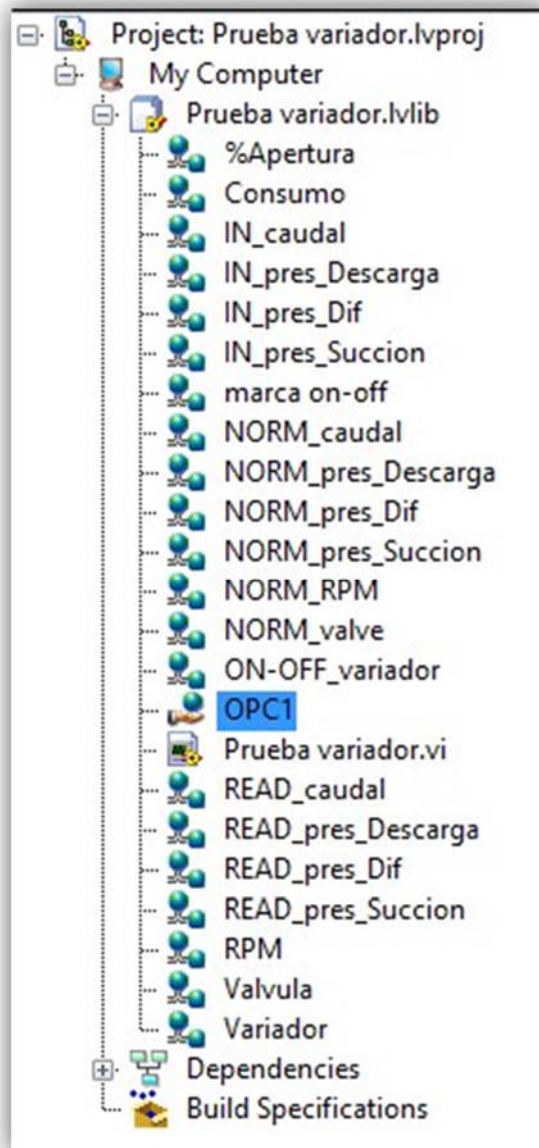 Project: Prueba variador.lvproj
My Computer
Prueba variador.lvlib
%Apertura
Consumo
IN_caudal
IN_pres_Descarga
IN_pres_Dif
IN_pres_Succion
marca on-off
NORM_caudal
NORM_pres_Descarga
NORM_pres_Dif
NORM_pres_Succion
NORM_RPM
NORM_valve
ON-OFF_variador
OPC1
Prueba variador.vi
READ_caudal
READ_pres_Descarga
READ_pres_Dif
READ_pres_Succion
RPM
Valvula
Variador
Dependencies
Build Specifications